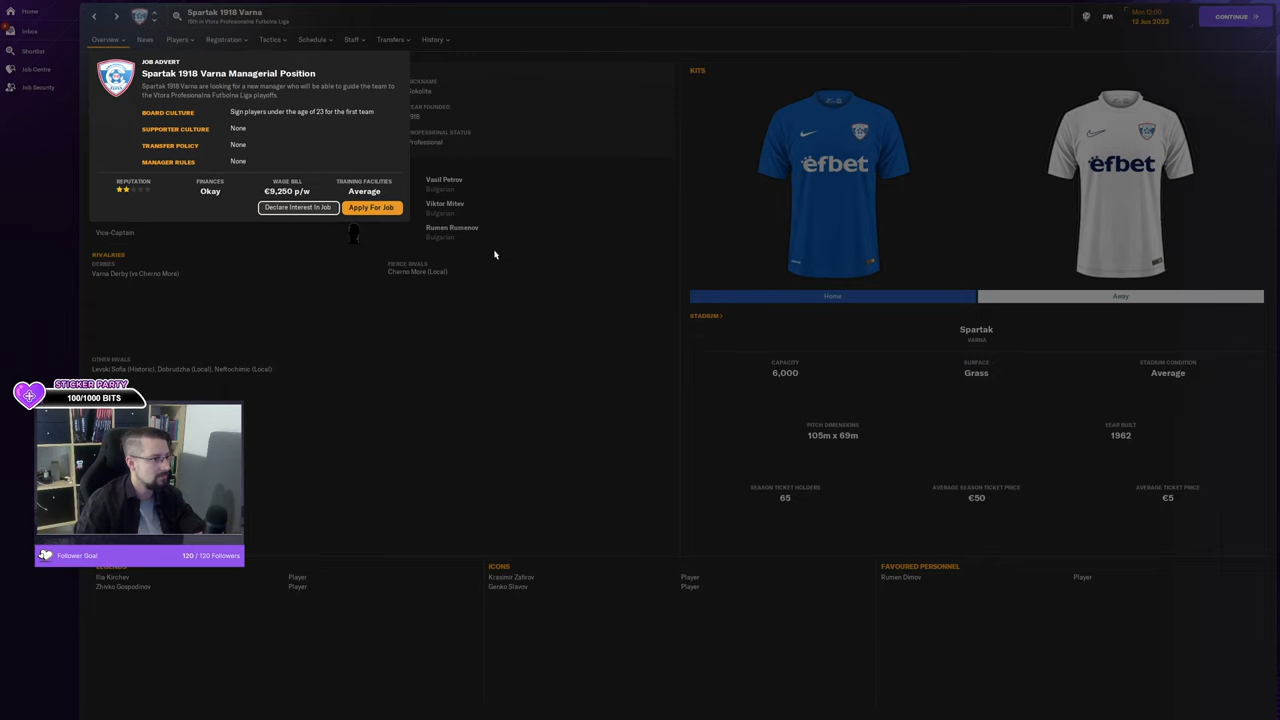 Home
Inbox
Shortlist
Job Centre
Job Security
Spartak 1918 Varna
15th in Vtora Profesionalna Futbolna Liga
FM
Mon 12:00
12 Jun 2023
CONTINUE
Overview
News
Players
Registration
Tactics
Schedule
Staff
Transfers
History
JOB ADVERT
Spartak 1918 Varna Managerial Position
Spartak 1918 Varna are looking for a new manager who will be able to guide the team to
the Vtora Profesionalna Futbolna Liga playoffs.
BOARD CULTURE
Sign players under the age of 23 for the first team
SUPPORTER CULTURE
None
TRANSFER POLICY
None
MANAGER RULES
None
REPUTATION
FINANCES
Okay
WAGE BILL
€9,250 p/w
TRAINING FACILITIES
Average
Declare Interest In Job
Apply For Job
ICKNAME
okolite
EAR FOUNDED
918
ROFESSIONAL STATUS
rofessional
Vasil Petrov
Bulgarian
Viktor Mitev
Bulgarian
Rumen Rumenov
Bulgarian
Vice-Captain
RIVALRIES
DERBIES
Varna Derby (vs Cherno More)
FIERCE RIVALS
Cherno More (Local)
OTHER RIVALS
Levski Sofia (Historic), Dobrudzha (Local), Neftochimic (Local)
KITS
efbet
efbet
Home
Away
STADIUM >
Spartak
VARNA
CAPACITY
6,000
SURFACE
Grass
STADIUM CONDITION
Average
PITCH DIMENSIONS
105m x 69m
YEAR BUILT
1962
SEASON TICKET HOLDERS
65
AVERAGE SEASON TICKET PRICE
€50
AVERAGE TICKET PRICE
€5
STICKER PARTY
100/1000 BITS
Follower Goal
120 / 120 Followers
LEGENDS
Ilia Kirchev
Player
Zhivko Gospodinov
Player
ICONS
Krasimir Zafirov
Player
Genko Slavov
Player
FAVOURED PERSONNEL
Rumen Dimov
Player